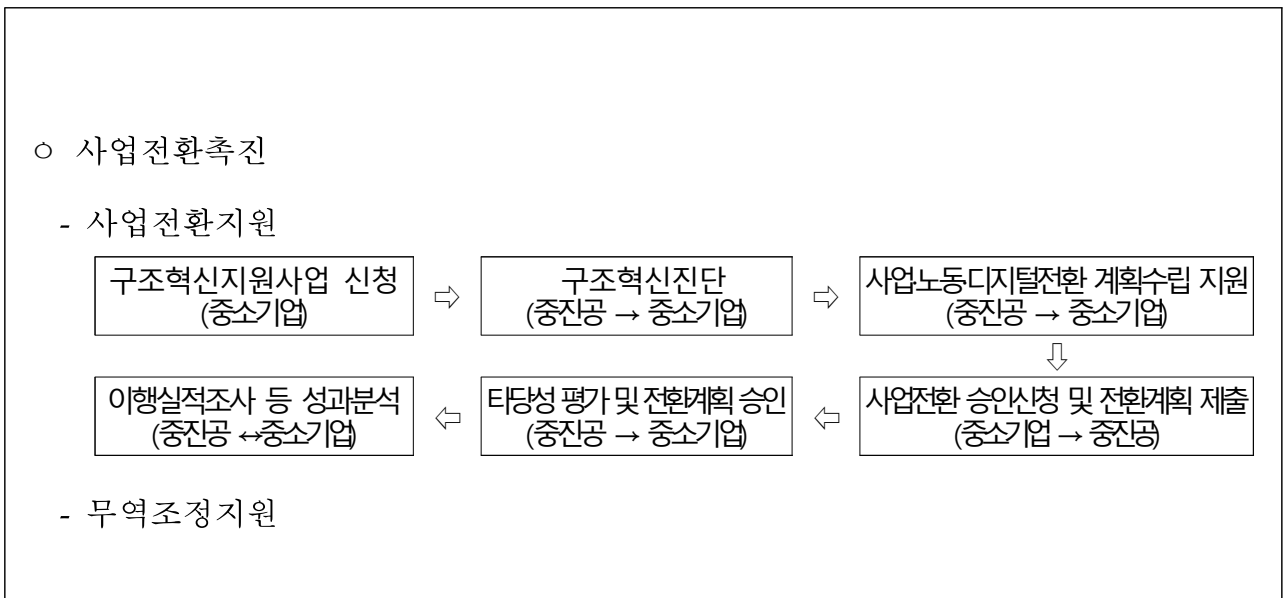 ㅇ 사업전환촉진
- 사업전환지원
구조혁신지원사업 신청
(중소기업)
⇨
구조혁신진단
(중진공 → 중소기업)
⇨
사업노동디지털전환 계획수립 지원
(중진공 → 중소기업)
⇩
사업전환 승인신청 및 전환계획 제출
(중소기업 → 중진공)
⇦
타당성 평가 및 전환계획 승인
(중진공 → 중소기업)
⇦
이행실적조사 등 성과분석
(중진공 ↔중소기업)
- 무역조정지원